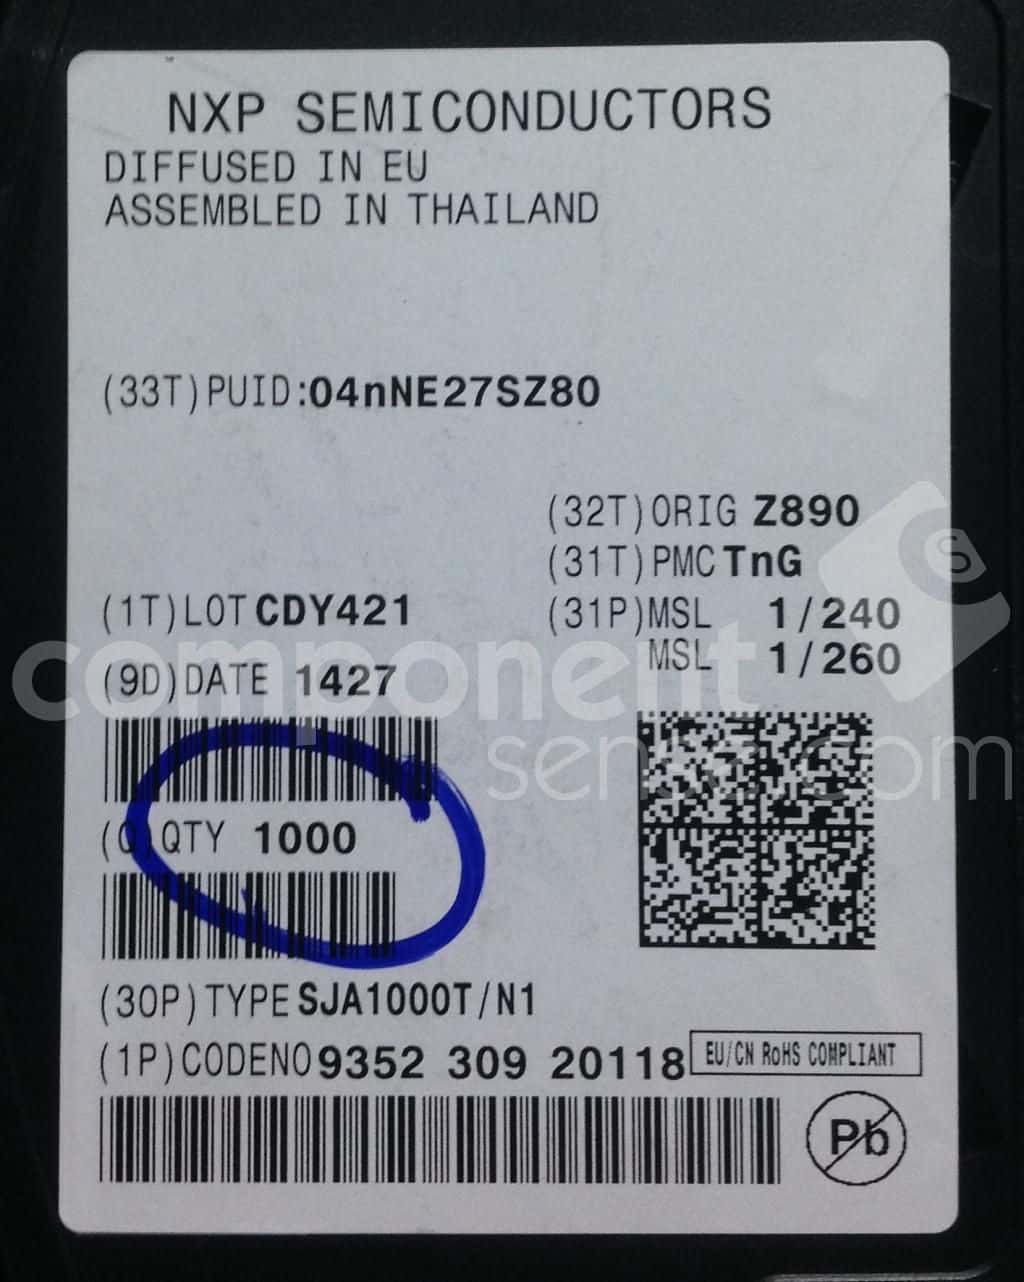 NXP SEMICONDUCTORS
DIFFUSED IN EU
ASSEMBLED IN THAILAND
(33T)PUID:04nNE27SZ80
(32T)ORIG Z890
(31T)PMC TnG
(1T)LOT CDY421
(31P)MSL 1/240
MSL 1/260
(9D)DATE 1427
component
sense.com
(Q)QTY 1000
(30P)TYPE SJA1000T/N1
(1P)CODENO 9352 309 20118
EU/CN RoHS COMPLIANT
Pb